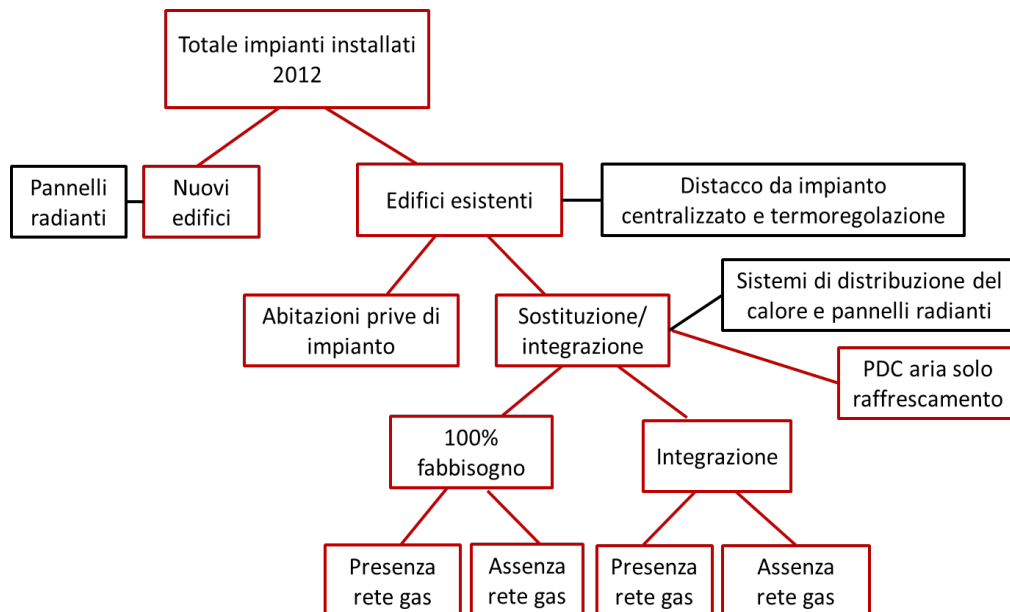 Totale impianti installati
2012
Pannelli
radianti
Nuovi
edifici
Edifici esistenti
Distacco da impianto
centralizzato e termoregolazione
Abitazioni prive di
impianto
Sostituzione/
integrazione
Sistemi di distribuzione del
calore e pannelli radianti
PDC aria solo
raffrescamento
100%
fabbisogno
Integrazione
Presenza
rete gas
Assenza
rete gas
Presenza
rete gas
Assenza
rete gas